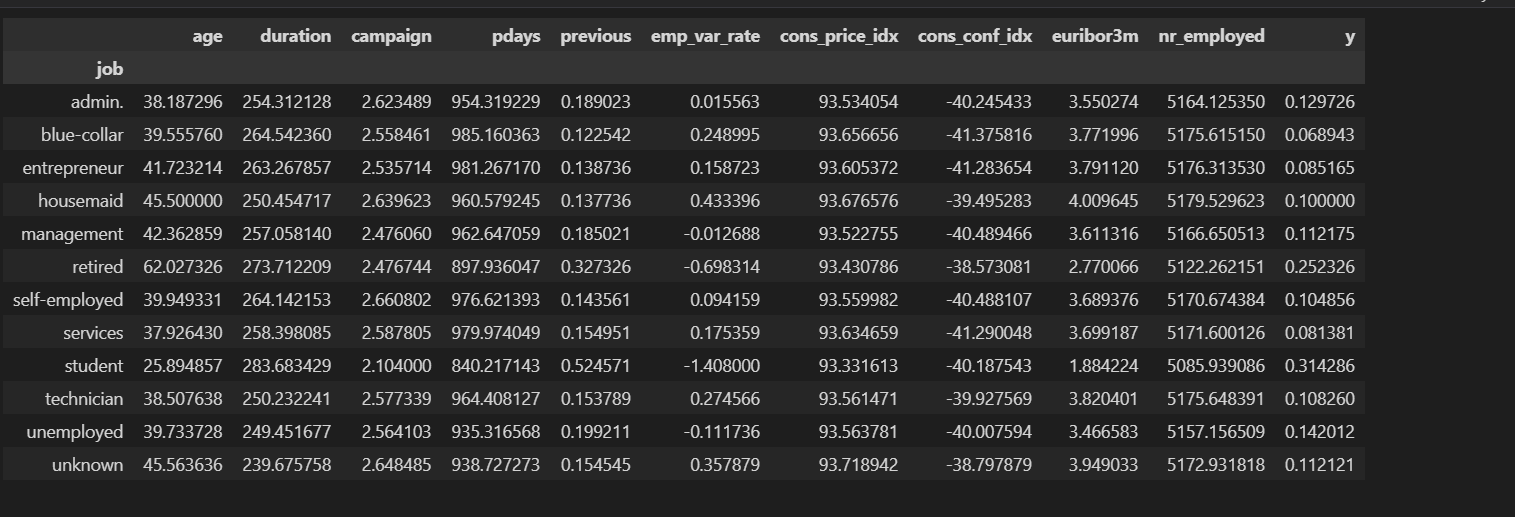 age duration campaign pdays previous emp_var_rate cons_price_idx cons_conf_idx euribor3m nr_employed y
job
admin. 38.187296 254.312128 2.623489 954.319229 0.189023 0.015563 93.534054 -40.245433 3.550274 5164.125350 0.129726
blue-collar 39.555760 264.542360 2.558461 985.160363 0.122542 0.248995 93.656656 -41.375816 3.771996 5175.615150 0.068943
entrepreneur 41.723214 263.267857 2.535714 981.267170 0.138736 0.158723 93.605372 -41.283654 3.791120 5176.313530 0.085165
housemaid 45.500000 250.454717 2.639623 960.579245 0.137736 0.433396 93.676576 -39.495283 4.009645 5179.529623 0.100000
management 42.362859 257.058140 2.476060 962.647059 0.185021 -0.012688 93.522755 -40.489466 3.611316 5166.650513 0.112175
retired 62.027326 273.712209 2.476744 897.936047 0.327326 -0.698314 93.430786 -38.573081 2.770066 5122.262151 0.252326
self-employed 39.949331 264.142153 2.660802 976.621393 0.143561 0.094159 93.559982 -40.488107 3.689376 5170.674384 0.104856
services 37.926430 258.398085 2.587805 979.974049 0.154951 0.175359 93.634659 -41.290048 3.699187 5171.600126 0.081381
student 25.894857 283.683429 2.104000 840.217143 0.524571 -1.408000 93.331613 -40.187543 1.884224 5085.939086 0.314286
technician 38.507638 250.232241 2.577339 964.408127 0.153789 0.274566 93.561471 -39.927569 3.820401 5175.648391 0.108260
unemployed 39.733728 249.451677 2.564103 935.316568 0.199211 -0.111736 93.563781 -40.007594 3.466583 5157.156509 0.142012
unknown 45.563636 239.675758 2.648485 938.727273 0.154545 0.357879 93.718942 -38.797879 3.949033 5172.931818 0.112121